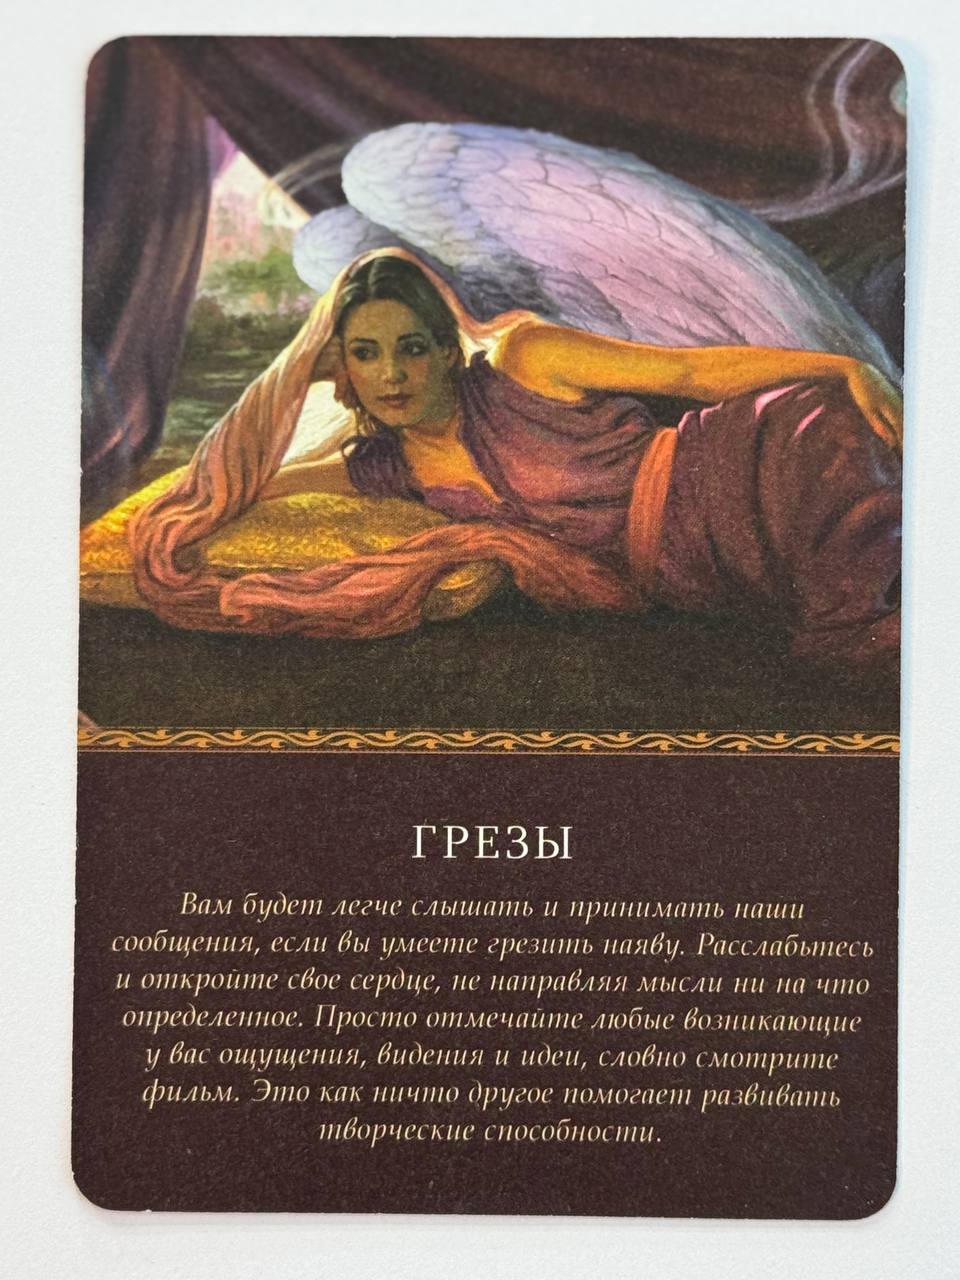 ГРЕЗЫ
Вам будет легче слышать и принимать наши
сообщения, если вы умеете грезить наяву. Расслабьтесь
и откройте свое сердце, не направляя мысли ни на что
определенное. Просто отмечайте любые возникающие
у вас ощущения, видения и идеи, словно смотрите
фильм. Это как ничто другое помогает развивать
творческие способности.